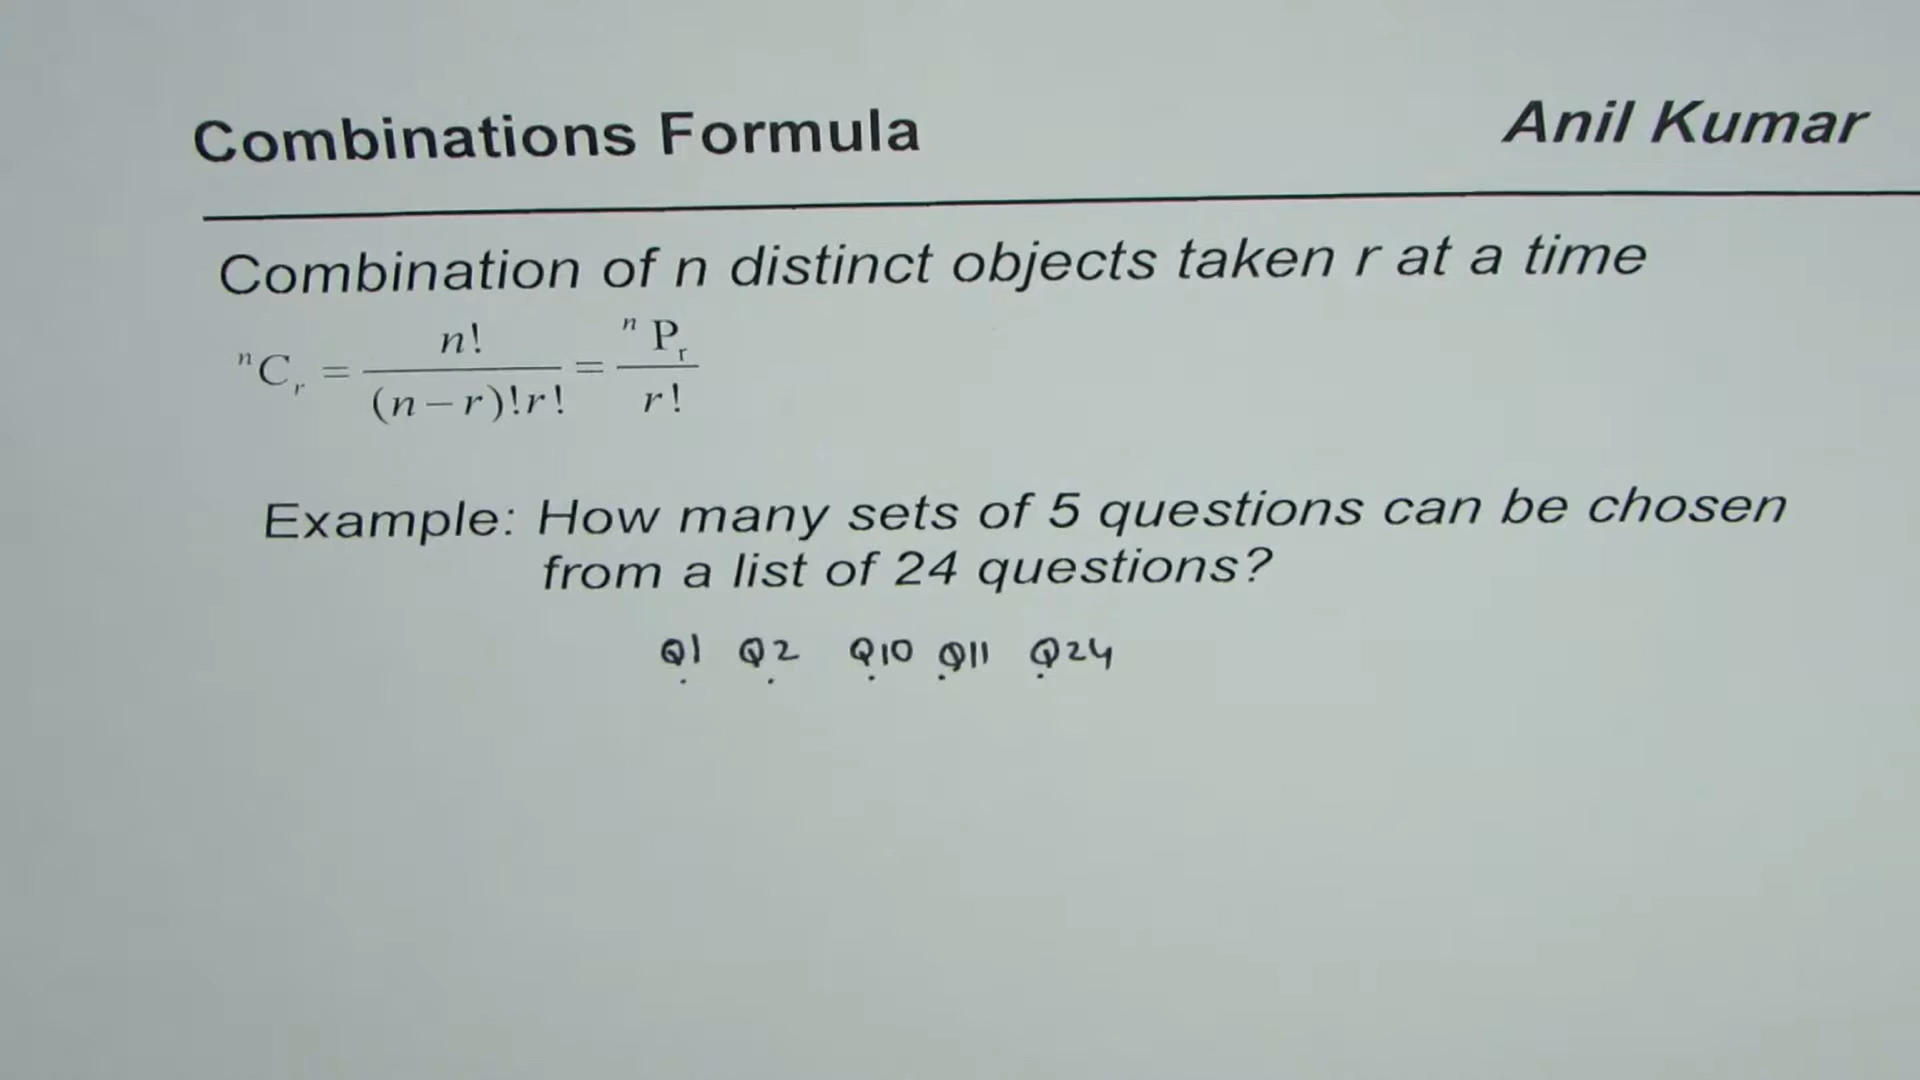 Combinations Formula
Anil Kumar
Combination of n distinct objects taken r at a time
ⁿCᵣ = n! / (n-r)!r! = ⁿPᵣ / r!
Example: How many sets of 5 questions can be chosen
from a list of 24 questions?
Q1 Q2 Q10 Q11 Q24